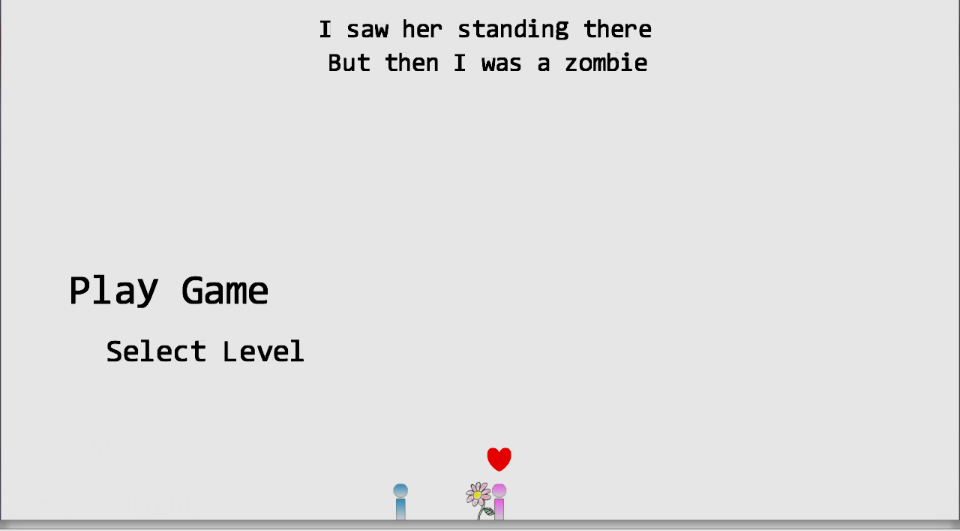 I saw her standing there
But then I was a zombie
Play Game
Select Level